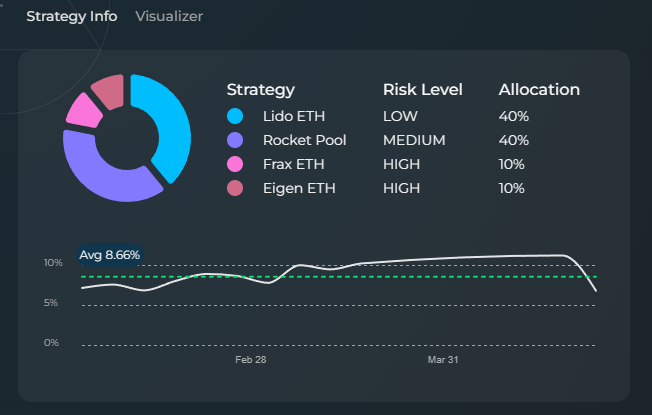 Strategy Info Visualizer
Strategy Risk Level Allocation
Lido ETH LOW 40%
Rocket Pool MEDIUM 40%
Frax ETH HIGH 10%
Eigen ETH HIGH 10%
Avg 8.66%
10%
5%
0%
Feb 28 Mar 31